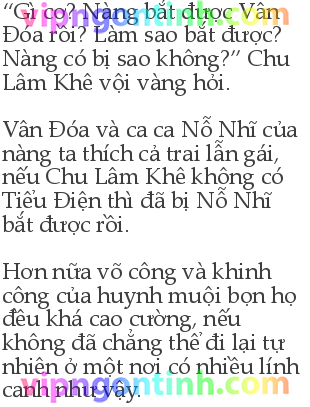 “Gì cơ? Nàng bắt được Vân
Đóa rồi? Làm sao bắt được?
Nàng có bị sao không?” Chu
Lâm Khê vội vàng hỏi.
Vân Đóa và ca ca Nỗ Nhĩ của
nàng ta thích cả trai lẫn gái,
nếu Chu Lâm Khê không có
Tiểu Điện thì đã bị Nỗ Nhĩ
bắt được rồi.
Hơn nữa võ công và khinh
công của huynh muội bọn họ
đều khá cao cường, nếu
không đã chẳng thể đi lại tự
nhiên ở một nơi có nhiều lính
canh như vậy.
vipngontinh.com
vipngontinh.com